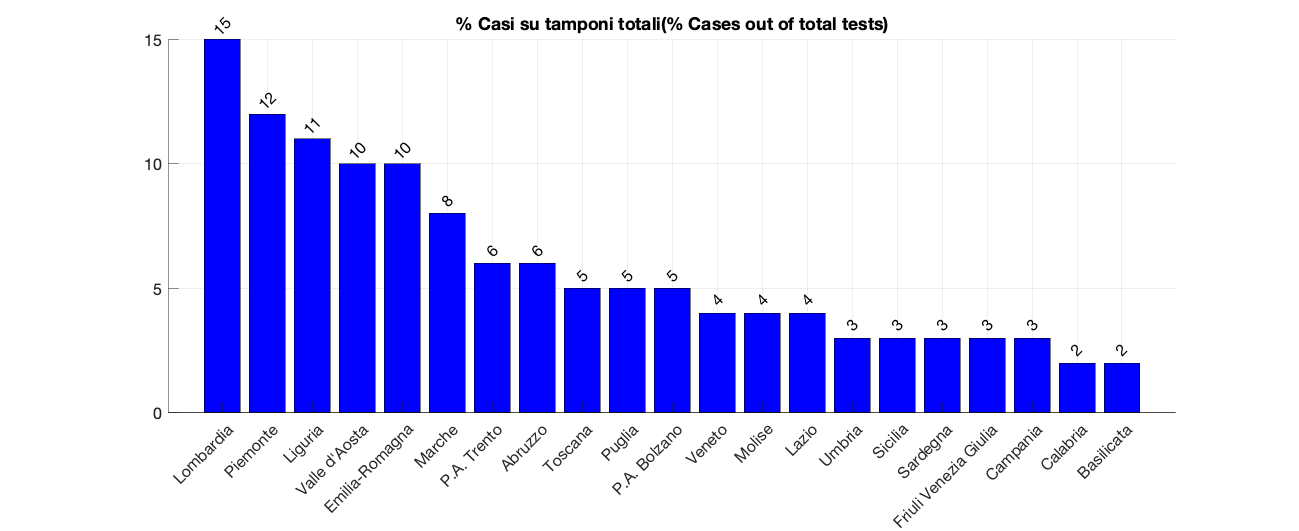 % Casi su tamponi totali(% Cases out of total tests)
15
10
5
0
15
12
11
10
10
8
6
6
5
5
5
4
4
4
3
3
3
3
3
2
2
Lombardia
Piemonte
Liguria
Valle d'Aosta
Emilia-Romagna
Marche
P.A. Trento
Abruzzo
Toscana
Puglia
P.A. Bolzano
Veneto
Molise
Lazio
Umbria
Sicilia
Sardegna
Friuli Venezia Giulia
Campania
Calabria
Basilicata